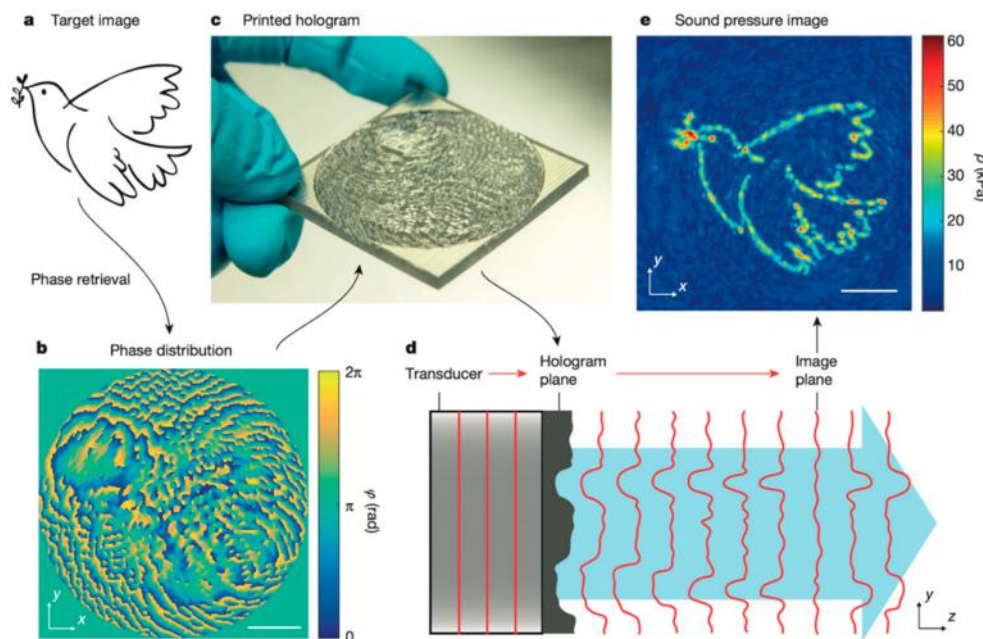 a Target image
c Printed hologram
e Sound pressure image
60
50
40
30
20
10
p (kPa)
y
x
Phase retrieval
b Phase distribution
2π
π
0
φ (rad)
y
x
d
Transducer
Hologram
plane
Image
plane
y
z